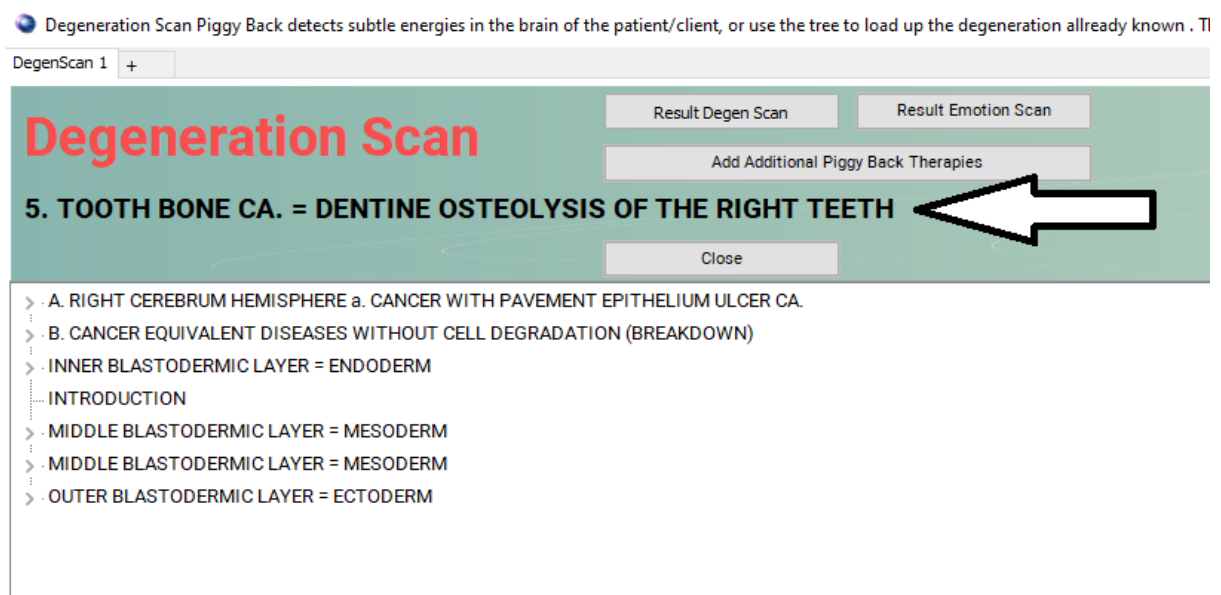 Degeneration Scan Piggy Back detects subtle energies in the brain of the patient/client, or use the tree to load up the degeneration allready known . Th
DegenScan 1 +
Result Degen Scan Result Emotion Scan
Degeneration Scan
Add Additional Piggy Back Therapies
5. TOOTH BONE CA. = DENTINE OSTEOLYSIS OF THE RIGHT TEETH
Close
A. RIGHT CEREBRUM HEMISPHERE a. CANCER WITH PAVEMENT EPITHELIUM ULCER CA.
B. CANCER EQUIVALENT DISEASES WITHOUT CELL DEGRADATION (BREAKDOWN)
INNER BLASTODERMIC LAYER = ENDODERM
INTRODUCTION
MIDDLE BLASTODERMIC LAYER = MESODERM
MIDDLE BLASTODERMIC LAYER = MESODERM
OUTER BLASTODERMIC LAYER = ECTODERM